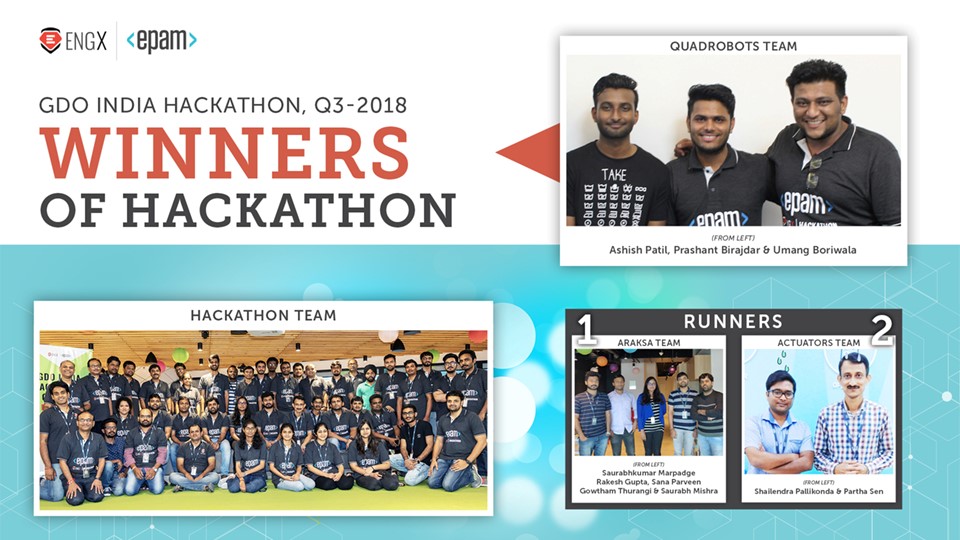 ENGX
<epam>
GDO INDIA HACKATHON, Q3-2018
WINNERS
OF HACKATHON
QUADROBOTS TEAM
TAKE
<epam>
<epam>
HACKATHON
(FROM LEFT)
Ashish Patil, Prashant Birajdar & Umang Boriwala
HACKATHON TEAM
GDO
RUNNERS
1
ARAKSA TEAM
(FROM LEFT)
Saurabhkumar Marpadge
Rakesh Gupta, Sana Parveen
Gowtham Thurangi & Saurabh Mishra
2
ACTUATORS TEAM
(FROM LEFT)
Shailendra Pallikonda & Partha Sen